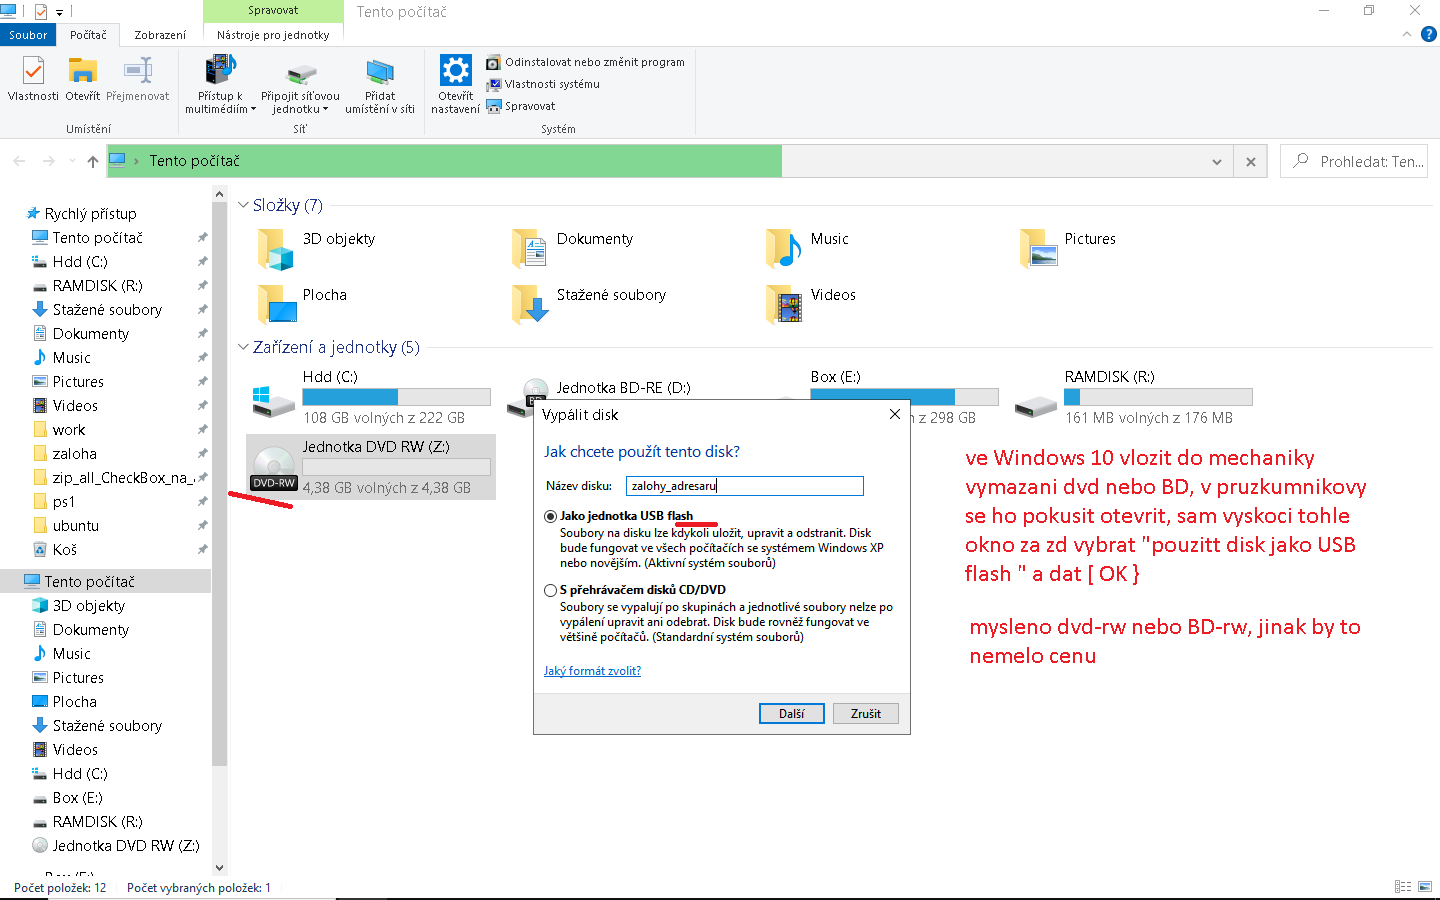 Spravovat
Tento počítač
Soubor
Počítač
Zobrazení
Nástroje pro jednotky
Vlastnosti
Otevřít
Přejmenovat
Přístup k
multimédiím
Připojit síťovou
jednotku
Přidat
umístění v síti
Otevřít
nastavení
Odinstalovat nebo změnit program
Vlastnosti systému
Spravovat
Umístění
Síť
Systém
Tento počítač
Prohledat: Ten...
Rychlý přístup
Tento počítač
Hdd (C:)
RAMDISK (R:)
Stažené soubory
Dokumenty
Music
Pictures
Videos
work
zaloha
zip_all_CheckBox_na_
ps1
ubuntu
Koš
Tento počítač
3D objekty
Dokumenty
Music
Pictures
Plocha
Stažené soubory
Videos
Hdd (C:)
Box (E:)
RAMDISK (R:)
Jednotka DVD RW (Z:)
Složky (7)
3D objekty
Dokumenty
Music
Pictures
Plocha
Stažené soubory
Videos
Zařízení a jednotky (5)
Hdd (C:)
108 GB volných z 222 GB
Jednotka BD-RE (D:)
Box (E:)
h z 298 GB
RAMDISK (R:)
161 MB volných z 176 MB
Jednotka DVD RW (Z:)
DVD-RW
4,38 GB volných z 4,38 GB
Vypálit disk
Jak chcete použít tento disk?
Název disku: zalohy_adresaru
Jako jednotka USB flash
Soubory na disku lze kdykoli uložit, upravit a odstranit. Disk
bude fungovat ve všech počítačích se systémem Windows XP
nebo novějším. (Aktivní systém souborů)
S přehrávačem disků CD/DVD
Soubory se vypalují po skupinách a jednotlivé soubory nelze po
vypálení upravit ani odebrat. Disk bude rovněž fungovat ve
většině počítačů. (Standardní systém souborů)
Jaký formát zvolit?
Další
Zrušit
ve Windows 10 vlozit do mechaniky
vymazani dvd nebo BD, v pruzkumnikovy
se ho pokusit otevrit, sam vyskoci tohle
okno za zd vybrat "pouzitt disk jako USB
flash " a dat [ OK }
mysleno dvd-rw nebo BD-rw, jinak by to
nemelo cenu
Počet položek: 12
Počet vybraných položek: 1